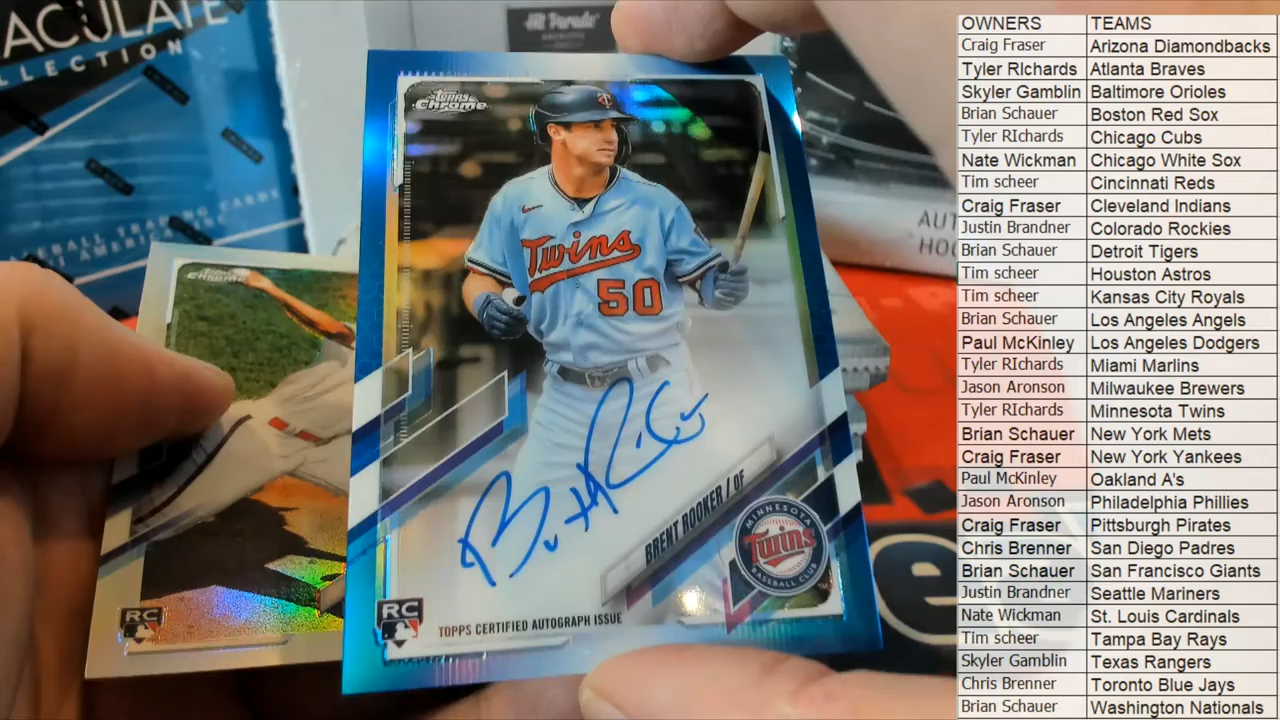 ACULATE
OLLECTION
Hit Parade
BASEBALL TRADING CARDS
AUT
HOC
TOPPS
Chrome
Chrome
Twins
50
BRENT ROOKER / OF
MINNESOTA
Twins
BASEBALL CLUB
RC
RC
TOPPS CERTIFIED AUTOGRAPH ISSUE
OWNERS TEAMS
Craig Fraser Arizona Diamondbacks
Tyler RIchards Atlanta Braves
Skyler Gamblin Baltimore Orioles
Brian Schauer Boston Red Sox
Tyler RIchards Chicago Cubs
Nate Wickman Chicago White Sox
Tim scheer Cincinnati Reds
Craig Fraser Cleveland Indians
Justin Brandner Colorado Rockies
Brian Schauer Detroit Tigers
Tim scheer Houston Astros
Tim scheer Kansas City Royals
Brian Schauer Los Angeles Angels
Paul McKinley Los Angeles Dodgers
Tyler RIchards Miami Marlins
Jason Aronson Milwaukee Brewers
Tyler RIchards Minnesota Twins
Brian Schauer New York Mets
Craig Fraser New York Yankees
Paul McKinley Oakland A's
Jason Aronson Philadelphia Phillies
Craig Fraser Pittsburgh Pirates
Chris Brenner San Diego Padres
Brian Schauer San Francisco Giants
Justin Brandner Seattle Mariners
Nate Wickman St. Louis Cardinals
Tim scheer Tampa Bay Rays
Skyler Gamblin Texas Rangers
Chris Brenner Toronto Blue Jays
Brian Schauer Washington Nationals